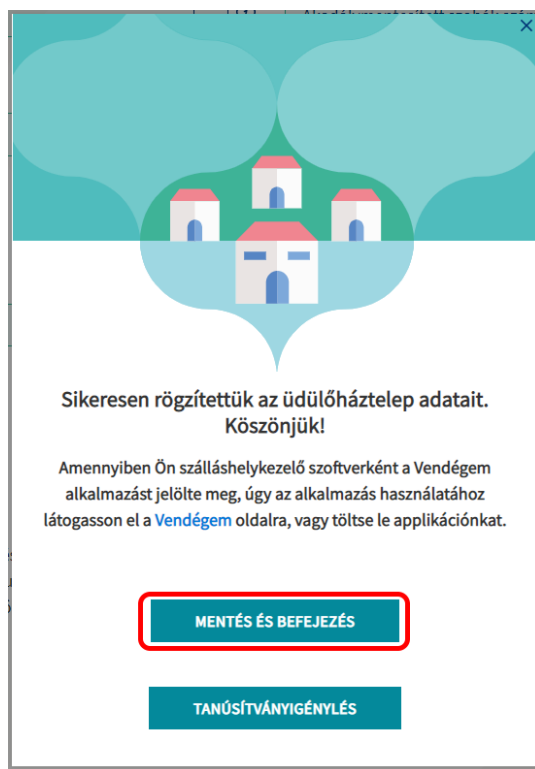 Sikeresen rögzítettük az üdülőháztelep adatait.
Köszönjük!
Amennyiben Ön szálláshelykezelő szoftverként a Vendégem
alkalmazást jelölte meg, úgy az alkalmazás használatához
látogasson el a Vendégem oldalra, vagy töltse le applikációnkat.
MENTÉS ÉS BEFEJEZÉS
TANÚSÍTVÁNYIGÉNYLÉS